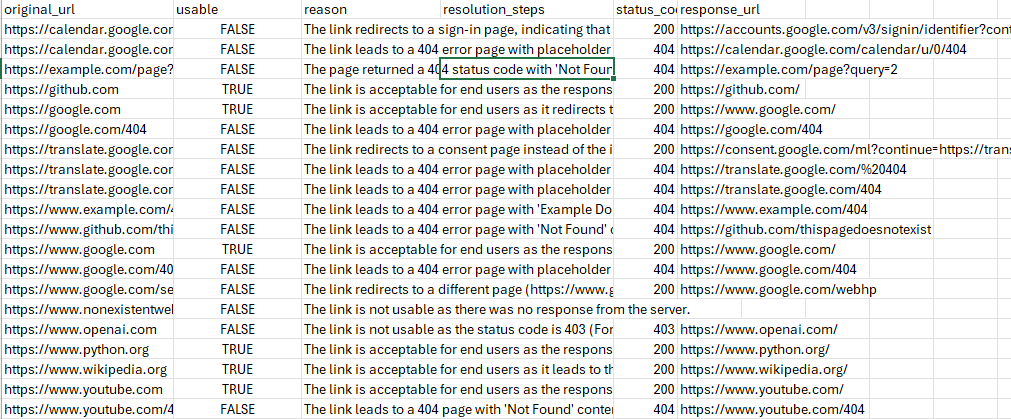 original_url usable reason resolution_steps status_co response_url
https://calendar.google.cor FALSE The link redirects to a sign-in page, indicating that 200 https://accounts.google.com/v3/signin/identifier?cont
https://calendar.google.cor FALSE The link leads to a 404 error page with placeholder 404 https://calendar.google.com/calendar/u/0/404
https://example.com/page? FALSE The page returned a 404 status code with 'Not Foun 404 https://example.com/page?query=2
https://github.com TRUE The link is acceptable for end users as the respons 200 https://github.com/
https://google.com TRUE The link is acceptable for end users as it redirects t 200 https://www.google.com/
https://google.com/404 FALSE The link leads to a 404 error page with placeholder 404 https://google.com/404
https://translate.google.cor FALSE The link redirects to a consent page instead of the i 200 https://consent.google.com/ml?continue=https://trans
https://translate.google.cor FALSE The link leads to a 404 error page with placeholder 404 https://translate.google.com/%20404
https://translate.google.cor FALSE The link leads to a 404 error page with placeholder 404 https://translate.google.com/404
https://www.example.com/4 FALSE The link leads to a 404 error page with 'Example Do 404 https://www.example.com/404
https://www.github.com/thi FALSE The link leads to a 404 error page with 'Not Found' c 404 https://github.com/thispagedoesnotexist
https://www.google.com TRUE The link is acceptable for end users as the respons 200 https://www.google.com/
https://www.google.com/40 FALSE The link leads to a 404 error page with placeholder 404 https://www.google.com/404
https://www.google.com/se FALSE The link redirects to a different page (https://www.g 200 https://www.google.com/webhp
https://www.nonexistentwel FALSE The link is not usable as there was no response from the server.
https://www.openai.com FALSE The link is not usable as the status code is 403 (For 403 https://www.openai.com/
https://www.python.org TRUE The link is acceptable for end users as the respons 200 https://www.python.org/
https://www.wikipedia.org TRUE The link is acceptable for end users as it leads to th 200 https://www.wikipedia.org/
https://www.youtube.com TRUE The link is acceptable for end users as the respons 200 https://www.youtube.com/
https://www.youtube.com/4 FALSE The link leads to a 404 page with 'Not Found' conte 404 https://www.youtube.com/404